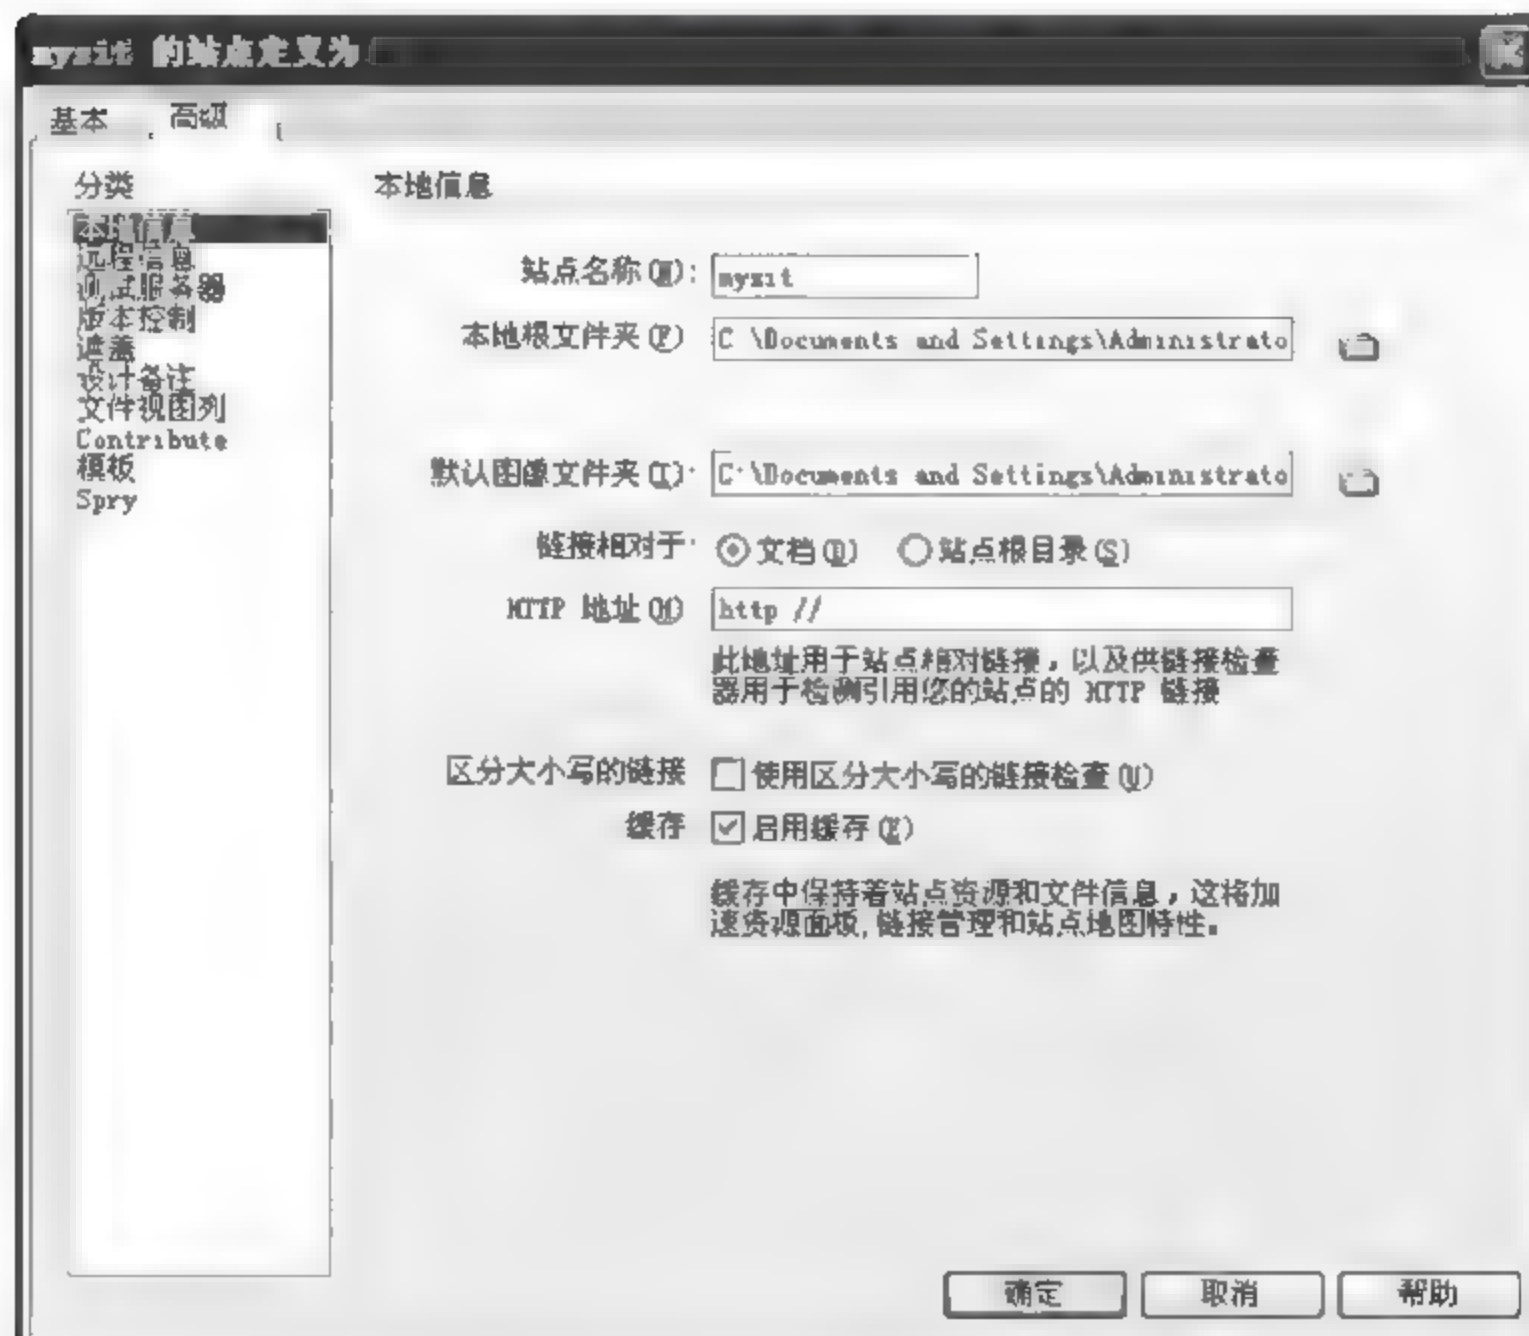 mysit 的站点定义为
基本 高级
分类
本地信息
远程信息
测试服务器
版本控制
遮盖
设计备注
文件视图列
Contribute
模板
Spry
本地信息
站点名称(N): mysit
本地根文件夹(F) C \Documents and Settings\Administrato
默认图像文件夹(I): C:\Documents and Settings\Administrato
链接相对于: 文档(D) 站点根目录(S)
HTTP 地址(H) http //
此地址用于站点相对链接，以及供链接检查
器用于检测引用您的站点的 HTTP 链接
区分大小写的链接 使用区分大小写的链接检查(U)
缓存 启用缓存(E)
缓存中保持着站点资源和文件信息，这将加
速资源面板,链接管理和站点地图特性。
确定 取消 帮助